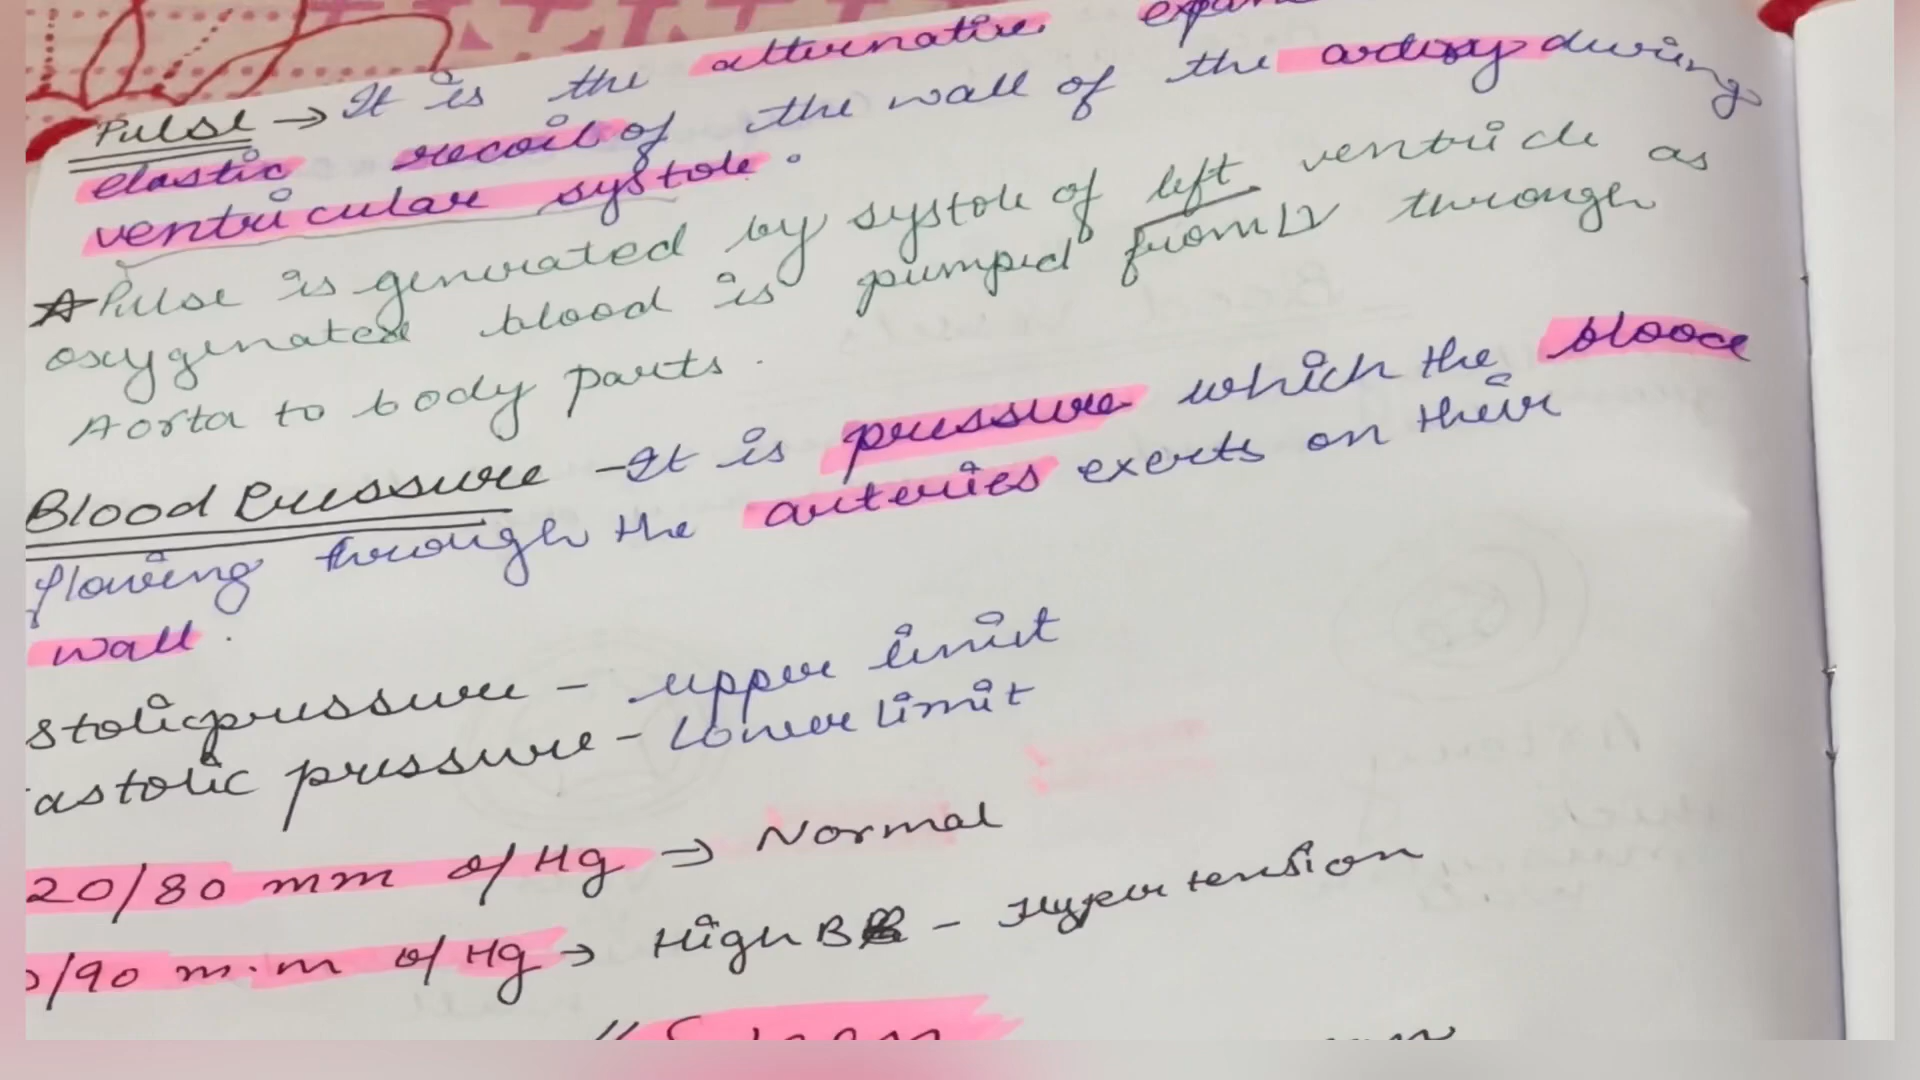 Pulse → It is the alternative
elastic recoil of the wall of the artery during
ventricular systole.
Pulse is generated by systole of left ventricle as
oxygenated blood is pumped from LV through
Aorta to body parts.
Blood Pressure - It is pressure which the blood
flowing through the arteries exerts on their
wall.
stolic pressure - upper limit
astolic pressure - Lower Limit
20/80 mm of Hg → Normal
/90 m.m of Hg → High B - Hypertension